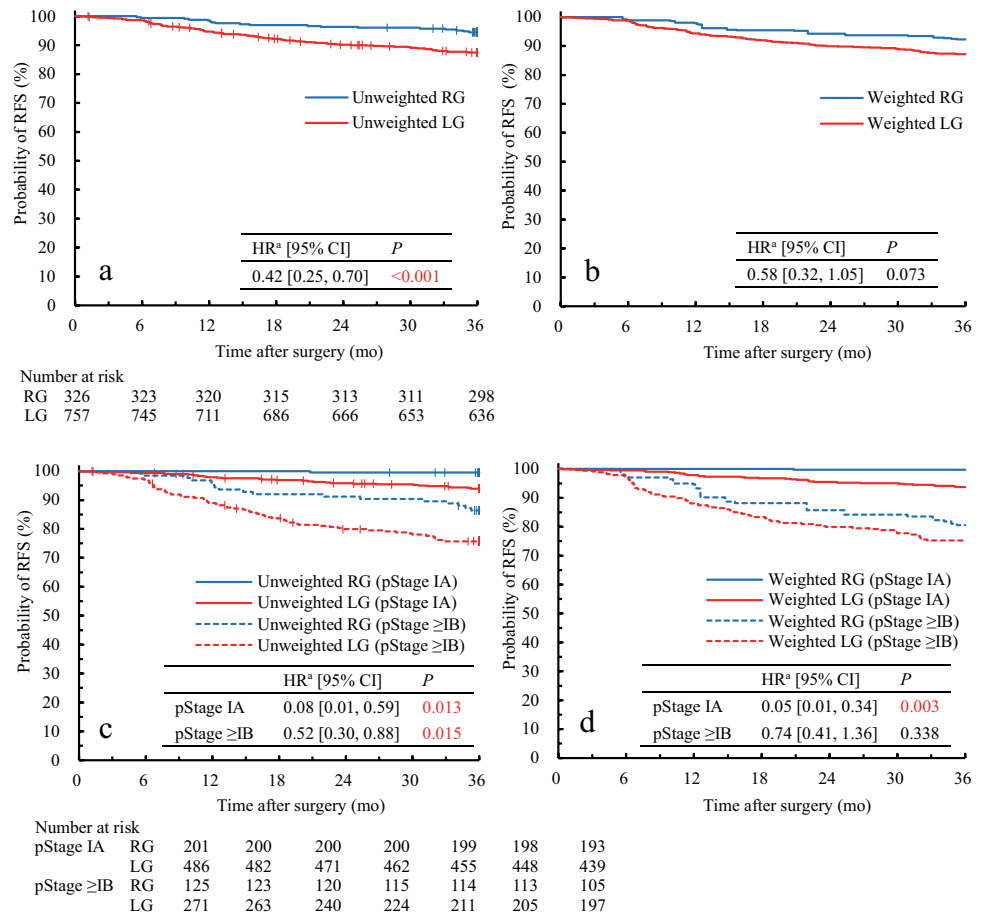 100
90
80
70
60
50
40
30
20
10
0
Probability of RFS (%)
Unweighted RG
Unweighted LG
HRᵃ [95% CI] P
0.42 [0.25, 0.70] <0.001
a
0 6 12 18 24 30 36
Time after surgery (mo)
Number at risk
RG 326 323 320 315 313 311 298
LG 757 745 711 686 666 653 636
100
90
80
70
60
50
40
30
20
10
0
Probability of RFS (%)
Weighted RG
Weighted LG
HRᵃ [95% CI] P
0.58 [0.32, 1.05] 0.073
b
0 6 12 18 24 30 36
Time after surgery (mo)
100
90
80
70
60
50
40
30
20
10
0
Probability of RFS (%)
Unweighted RG (pStage IA)
Unweighted LG (pStage IA)
Unweighted RG (pStage ≥IB)
Unweighted LG (pStage ≥IB)
HRᵃ [95% CI] P
pStage IA 0.08 [0.01, 0.59] 0.013
pStage ≥IB 0.52 [0.30, 0.88] 0.015
c
0 6 12 18 24 30 36
Time after surgery (mo)
Number at risk
pStage IA RG 201 200 200 200 199 198 193
LG 486 482 471 462 455 448 439
pStage ≥IB RG 125 123 120 115 114 113 105
LG 271 263 240 224 211 205 197
100
90
80
70
60
50
40
30
20
10
0
Probability of RFS (%)
Weighted RG (pStage IA)
Weighted LG (pStage IA)
Weighted RG (pStage ≥IB)
Weighted LG (pStage ≥IB)
HRᵃ [95% CI] P
pStage IA 0.05 [0.01, 0.34] 0.003
pStage ≥IB 0.74 [0.41, 1.36] 0.338
d
0 6 12 18 24 30 36
Time after surgery (mo)